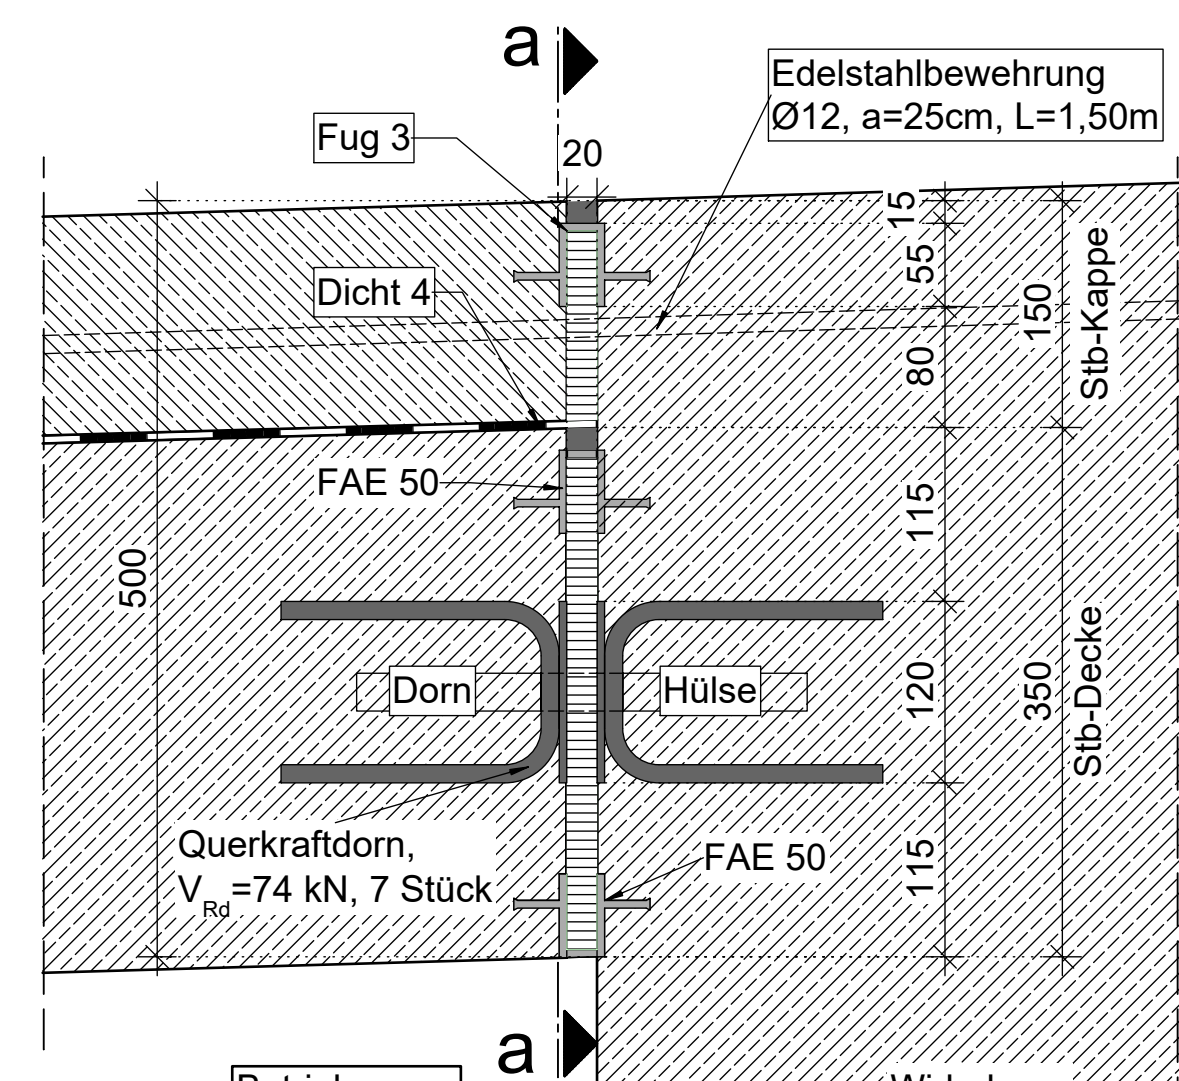 a
Edelstahlbewehrung
Ø12, a=25cm, L=1,50m
Fug 3
20
15
55
Dicht 4
150
Stb-Kappe
80
FAE 50
115
500
Dorn
Hülse
120
350
Stb-Decke
Querkraftdorn,
VRd=74 kN, 7 Stück
FAE 50
115
a